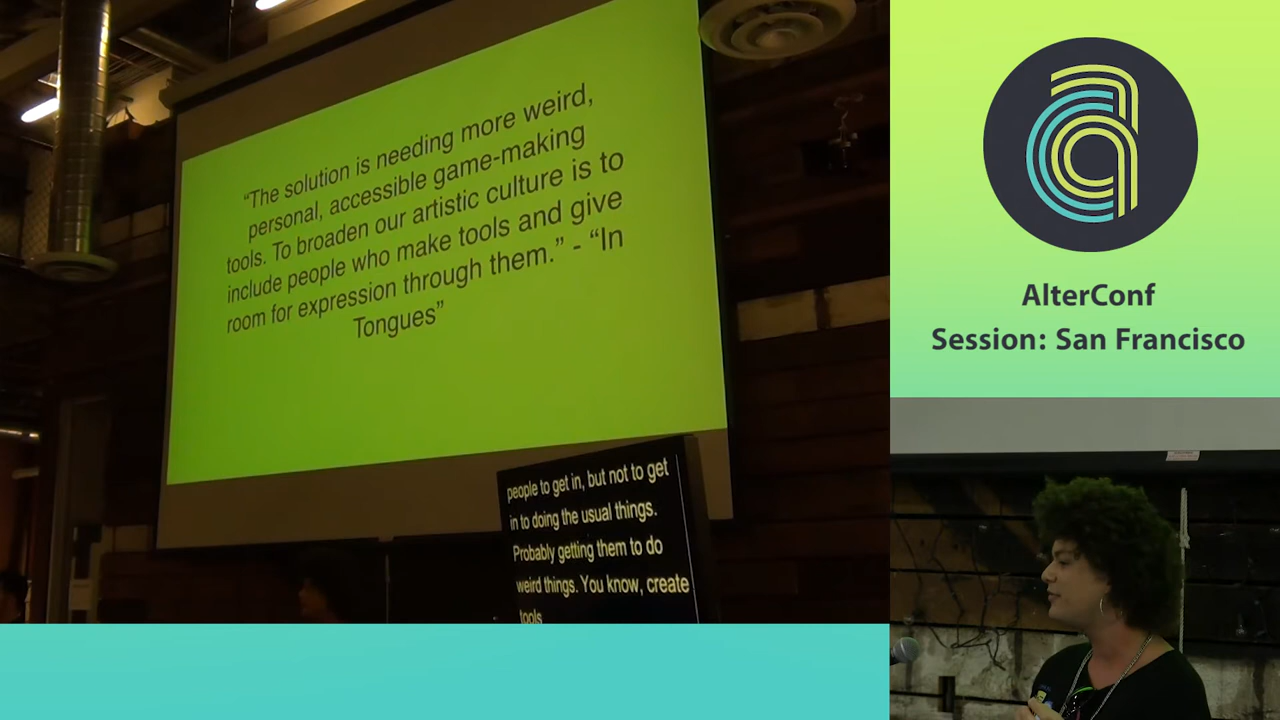 “The solution is needing more weird,
personal, accessible game-making
tools. To broaden our artistic culture is to
include people who make tools and give
room for expression through them.” - “In
Tongues”
people to get in, but not to get
in to doing the usual things.
Probably getting them to do
weird things. You know, create
tools
AlterConf
Session: San Francisco